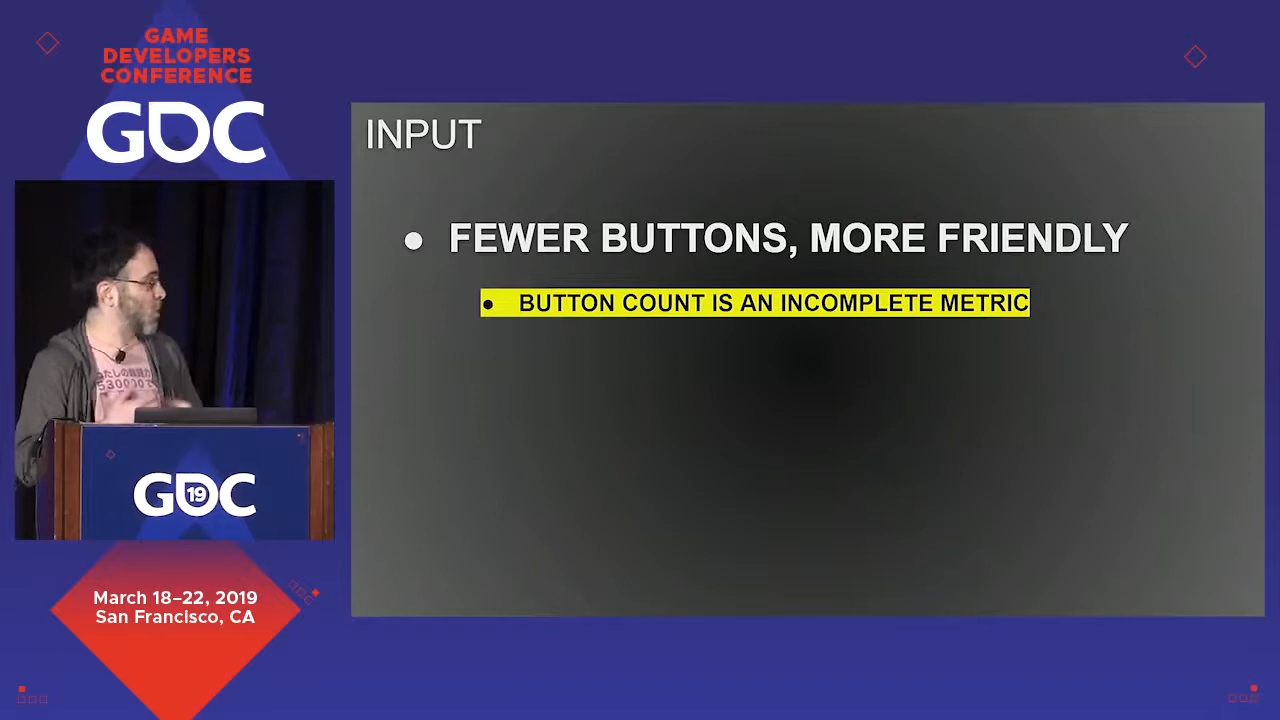 GAME
DEVELOPERS
CONFERENCE
GDC
INPUT
● FEWER BUTTONS, MORE FRIENDLY
● BUTTON COUNT IS AN INCOMPLETE METRIC
530000
GDC
19
March 18–22, 2019
San Francisco, CA